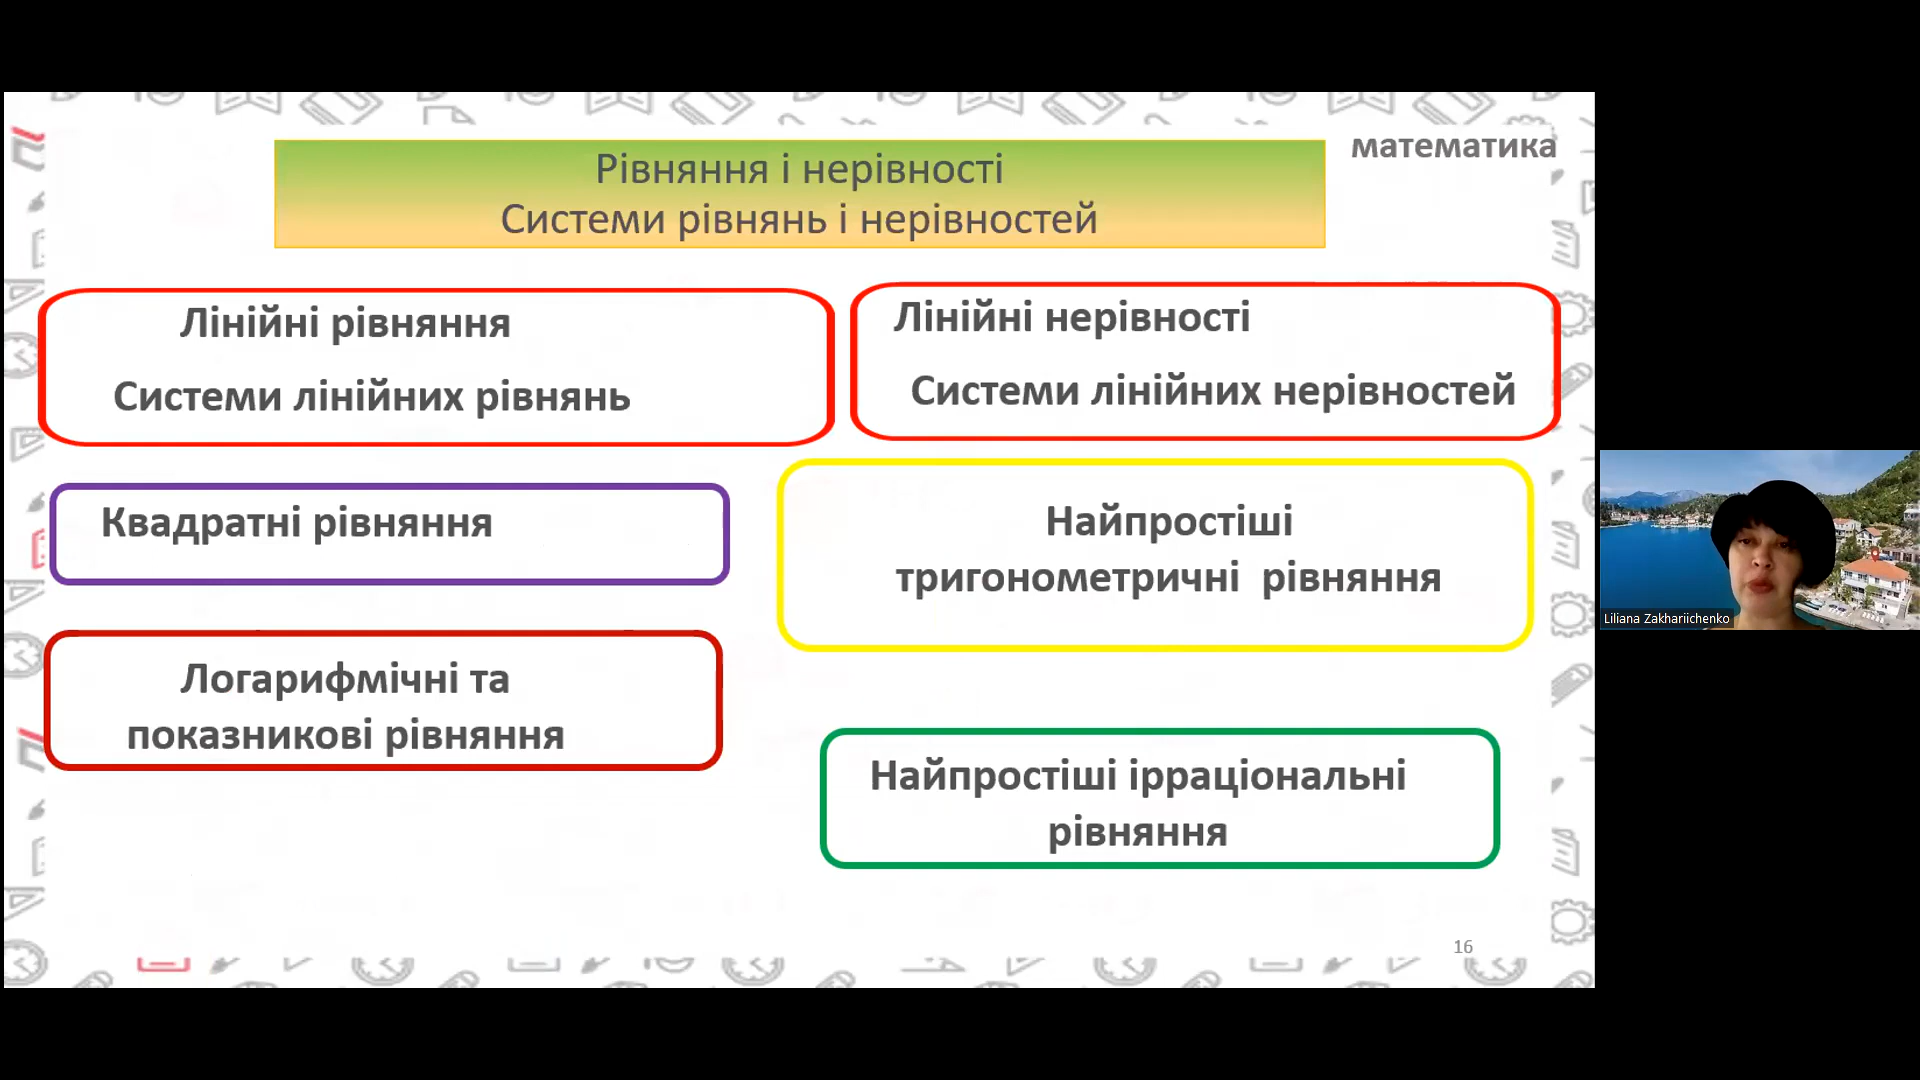 математика
Рівняння і нерівності
Системи рівнянь і нерівностей
Лінійні рівняння
Системи лінійних рівнянь
Лінійні нерівності
Системи лінійних нерівностей
Квадратні рівняння
Найпростіші
тригонометричні рівняння
Логарифмічні та
показникові рівняння
Найпростіші ірраціональні
рівняння
16
Liliana Zakhariichenko